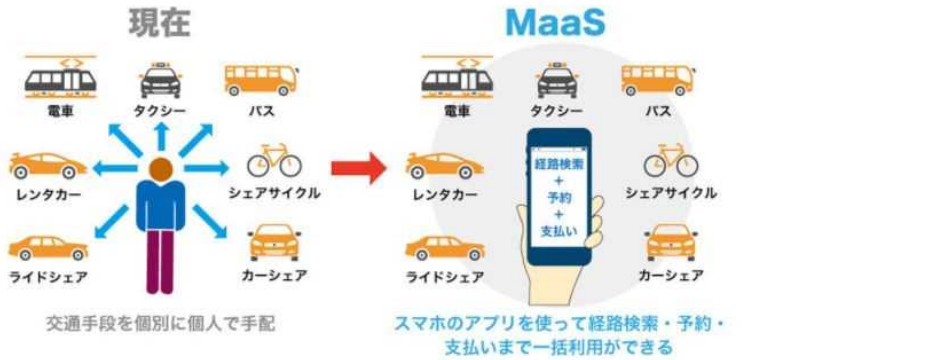 現在
MaaS
電車
タクシー
バス
電車
タクシー
バス
レンタカー
シェアサイクル
レンタカー
経路検索
+
予約
+
支払い
シェアサイクル
ライドシェア
カーシェア
ライドシェア
カーシェア
交通手段を個別に個人で手配
スマホのアプリを使って経路検索・予約・
支払いまで一括利用ができる